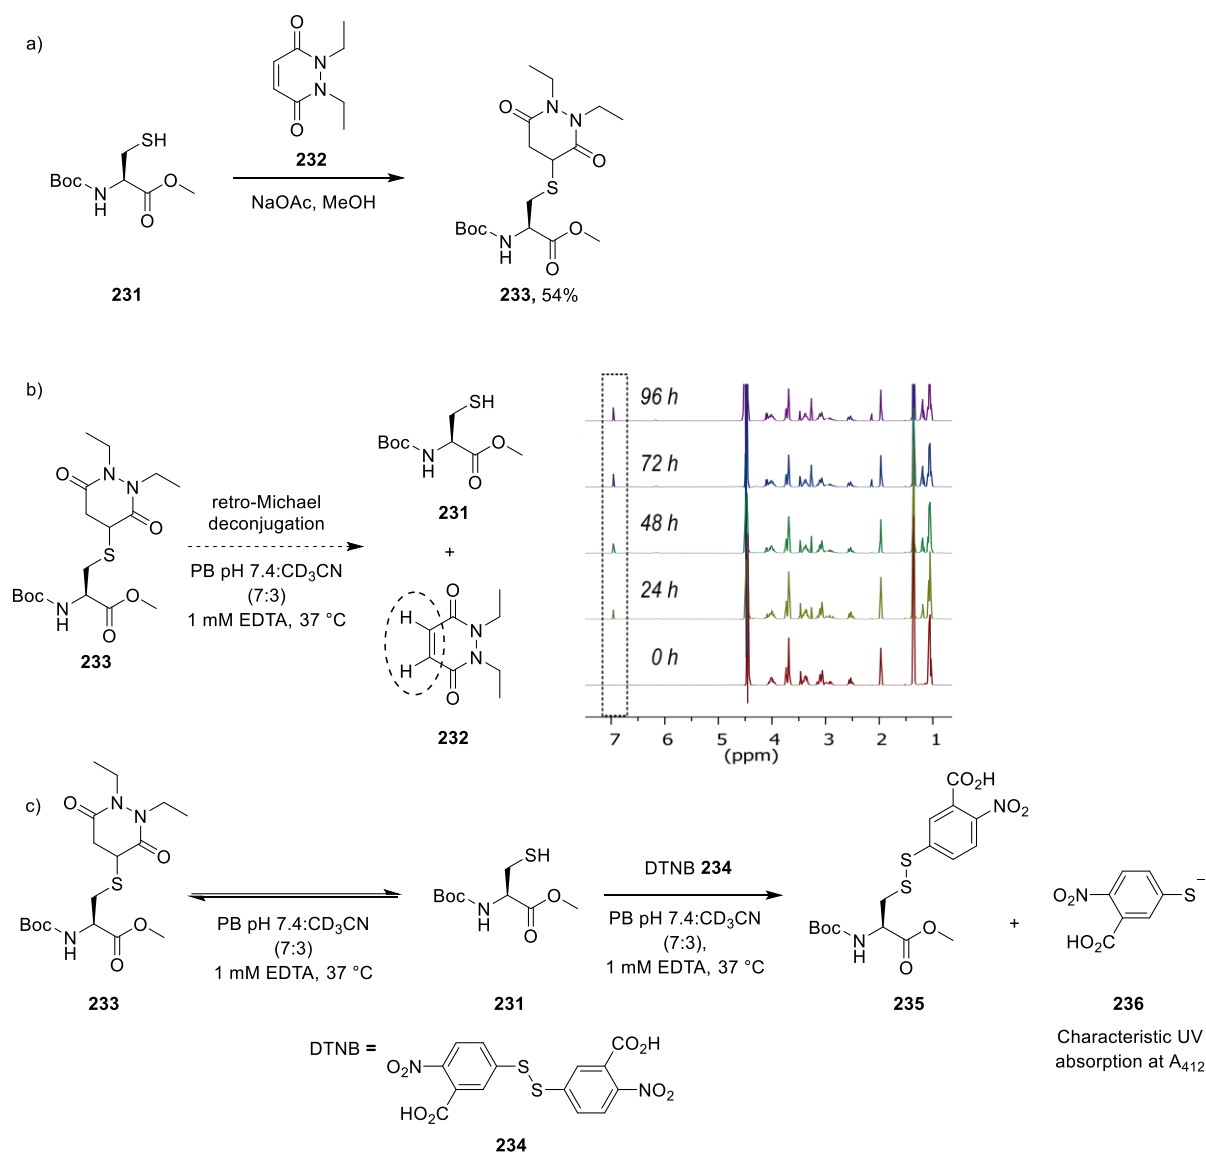 a)
O
N
N
O
232
SH
Boc
N
H
O
O
NaOAc, MeOH
231
O
N
N
O
S
Boc
N
H
O
O
233, 54%
b)
O
N
N
O
S
Boc
N
H
O
O
233
retro-Michael
deconjugation
PB pH 7.4:CD3CN
(7:3)
1 mM EDTA, 37 °C
SH
Boc
N
H
O
O
231
+
O
H
N
N
H
O
232
96 h
72 h
48 h
24 h
0 h
7 6 5 4 3 2 1
(ppm)
c)
O
N
N
O
S
Boc
N
H
O
O
233
PB pH 7.4:CD3CN
(7:3)
1 mM EDTA, 37 °C
SH
Boc
N
H
O
O
231
DTNB 234
PB pH 7.4:CD3CN
(7:3),
1 mM EDTA, 37 °C
CO2H
NO2
S
S
Boc
N
H
O
O
235
+
O2N
HO2C
S−
236
Characteristic UV
absorption at A412
DTNB =
O2N
HO2C
S
S
CO2H
NO2
234